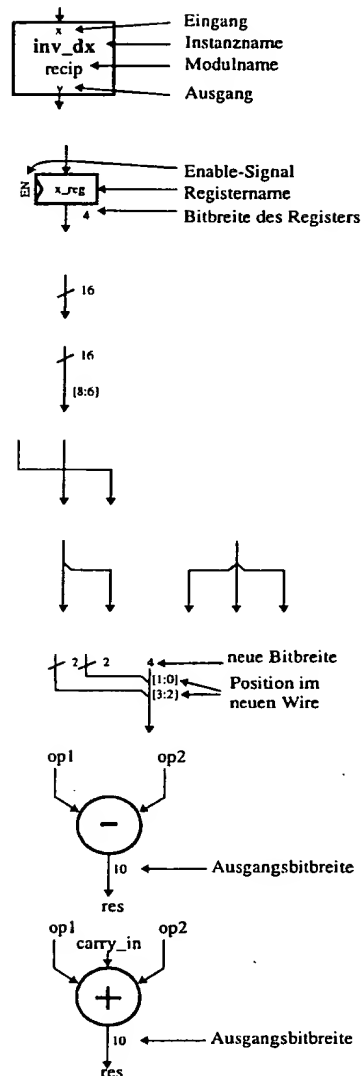 x
Eingang
inv_dx
Instanzname
recip
Modulname
y
Ausgang
Enable-Signal
EN
x_reg
Registername
4
Bitbreite des Registers
16
16
[8:6]
2
2
4
neue Bitbreite
[1:0]
Position im
[3:2]
neuen Wire
op1
op2
-
10
Ausgangsbitbreite
res
op1
op2
carry_in
+
10
Ausgangsbitbreite
res